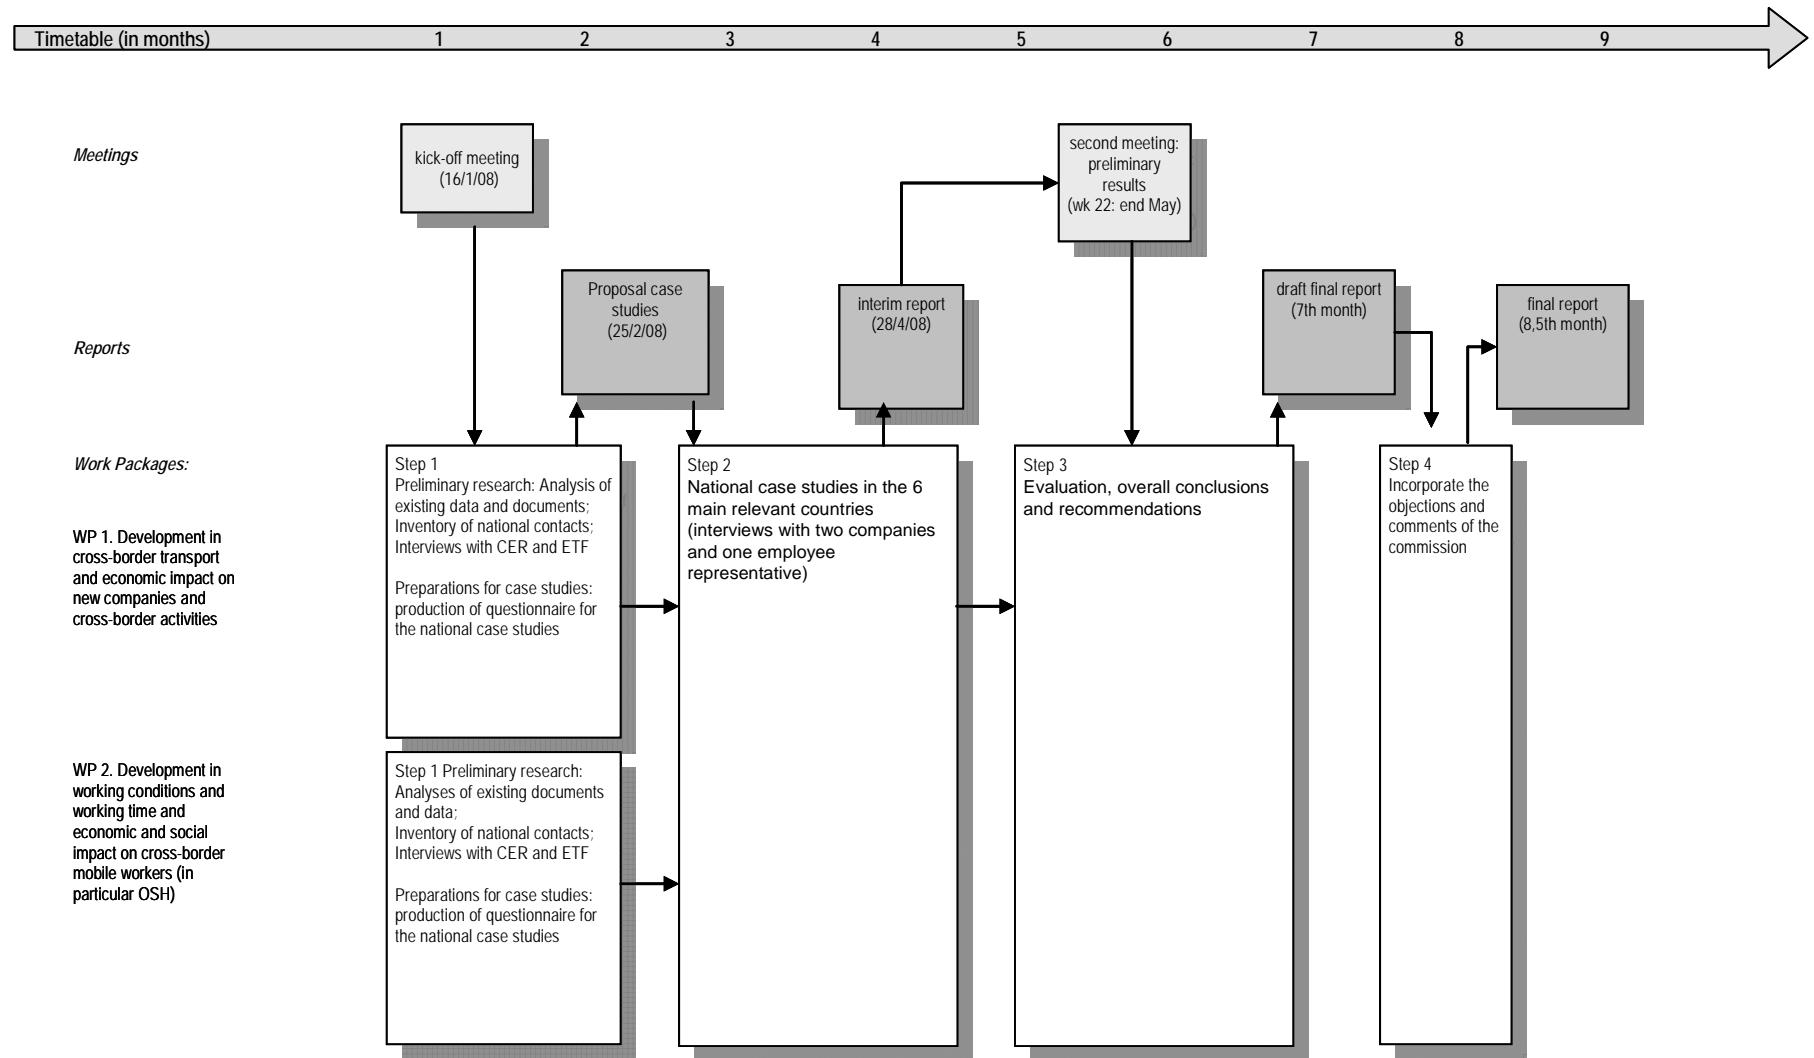 Timetable (in months) 1 2 3 4 5 6 7 8 9
Meetings
kick-off meeting
(16/1/08)
second meeting:
preliminary
results
(wk 22: end May)
Reports
Proposal case
studies
(25/2/08)
interim report
(28/4/08)
draft final report
(7th month)
final report
(8,5th month)
Work Packages:
WP 1. Development in
cross-border transport
and economic impact on
new companies and
cross-border activities
Step 1
Preliminary research: Analysis of
existing data and documents;
Inventory of national contacts;
Interviews with CER and ETF
Preparations for case studies:
production of questionnaire for
the national case studies
Step 2
National case studies in the 6
main relevant countries
(interviews with two companies
and one employee
representative)
Step 3
Evaluation, overall conclusions
and recommendations
Step 4
Incorporate the
objections and
comments of the
commission
WP 2. Development in
working conditions and
working time and
economic and social
impact on cross-border
mobile workers (in
particular OSH)
Step 1 Preliminary research:
Analyses of existing documents
and data;
Inventory of national contacts;
Interviews with CER and ETF
Preparations for case studies:
production of questionnaire for
the national case studies